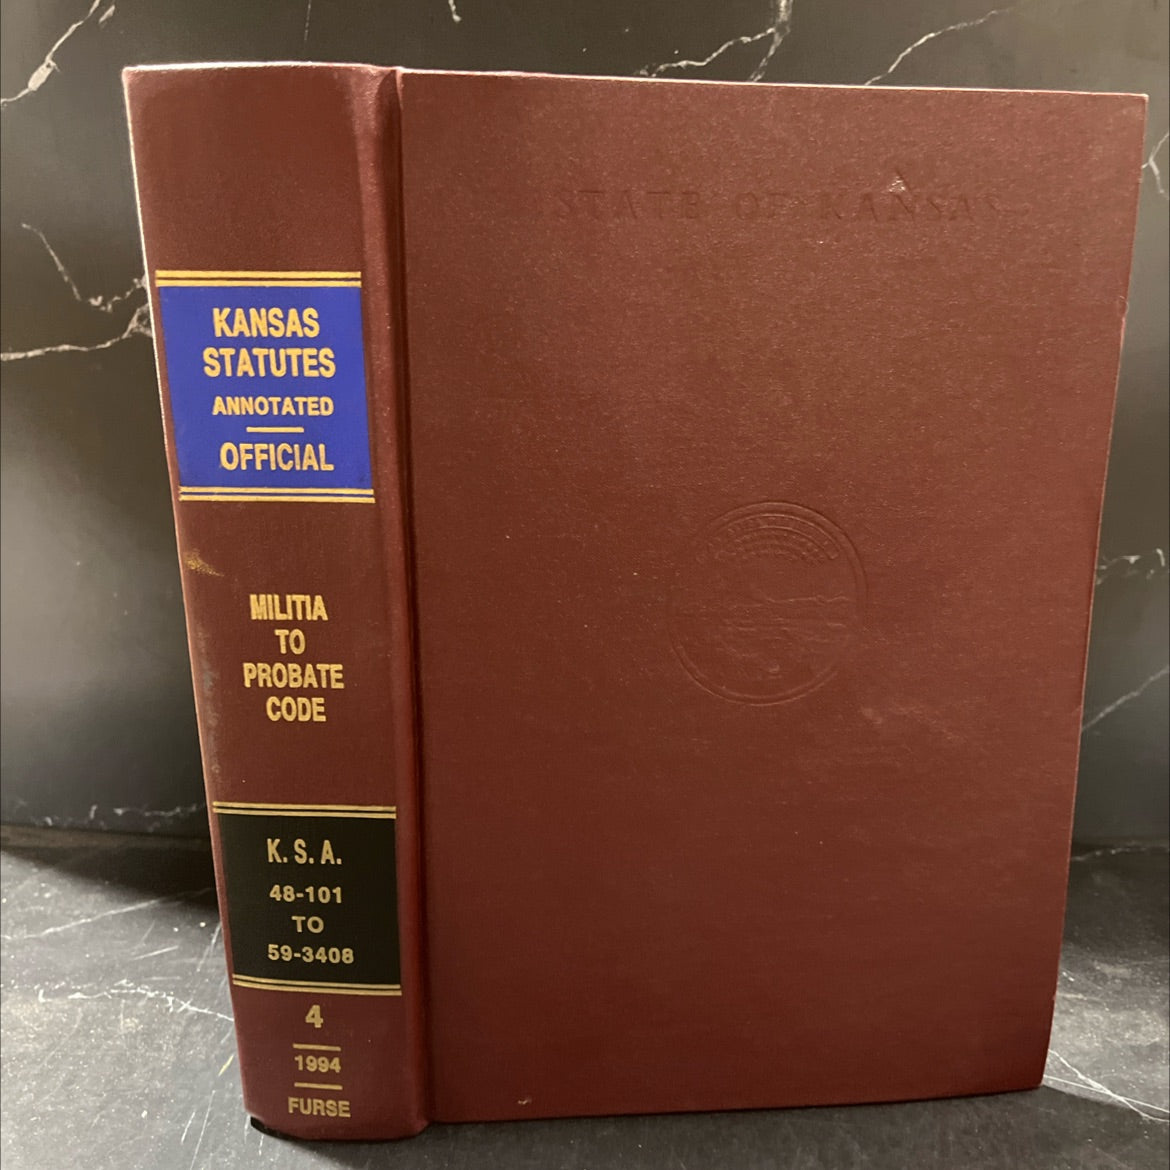 KANSAS
STATUTES
ANNOTATED
OFFICIAL
MILITIA
TO
PROBATE
CODE
K. S. A.
48-101
TO
59-3408
4
1994
FURSE
STATE OF KANSAS